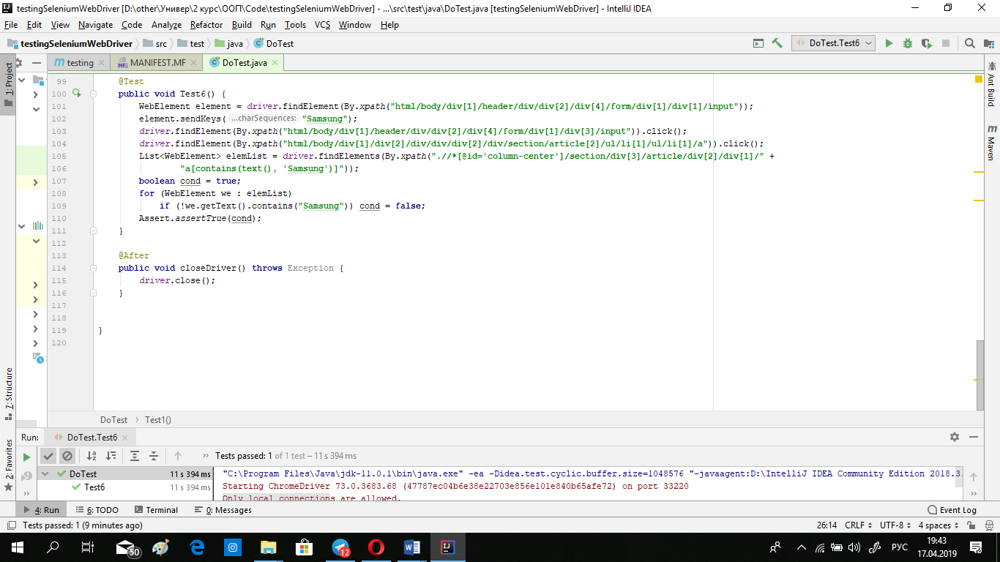 testingSeleniumWebDriver [D:\other\Универ\2 курс\ООП\Code\testingSeleniumWebDriver] - ...\src\test\java\DoTest.java [testingSeleniumWebDriver] - IntelliJ IDEA
File Edit View Navigate Code Analyze Refactor Build Run Tools VCS Window Help
testingSeleniumWebDriver src test java DoTest DoTest.Test6
1: Project
testing MANIFEST.MF DoTest.java
Ant Build
Maven
99 @Test
100 public void Test6() {
101 WebElement element = driver.findElement(By.xpath("html/body/div[1]/header/div/div[2]/div[4]/form/div[1]/div[1]/input"));
102 element.sendKeys( ...charSequences: "Samsung");
103 driver.findElement(By.xpath("html/body/div[1]/header/div/div[2]/div[4]/form/div[1]/div[3]/input")).click();
104 driver.findElement(By.xpath("html/body/div[1]/div[2]/div/div/div[2]/div/section/article[2]/ul/li[1]/ul/li[1]/a")).click();
105 List<WebElement> elemList = driver.findElements(By.xpath(".//*[@id='column-center']/section/div[3]/article/div[2]/div[1]/" +
106 "a[contains(text(), 'Samsung')]"));
107 boolean cond = true;
108 for (WebElement we : elemList)
109 if (!we.getText().contains("Samsung")) cond = false;
110 Assert.assertTrue(cond);
111 }
112
113 @After
114 public void closeDriver() throws Exception {
115 driver.close();
116 }
117
118
119 }
120
7: Structure
2: Favorites
DoTest Test1()
Run: DoTest.Test6
Tests passed: 1 of 1 test – 11 s 394 ms
DoTest 11 s 394 ms
Test6 11 s 394 ms
"C:\Program Files\Java\jdk-11.0.1\bin\java.exe" -ea -Didea.test.cyclic.buffer.size=1048576 "-javaagent:D:\IntelliJ IDEA Community Edition 2018.3.
Starting ChromeDriver 73.0.3683.68 (47787ec04b6e38e22703e856e101e840b65afe72) on port 33220
Only local connections are allowed.
4: Run 6: TODO Terminal 0: Messages Event Log
Tests passed: 1 (9 minutes ago) 26:14 CRLF UTF-8 4 spaces
50 12 РУС 19:43
17.04.2019